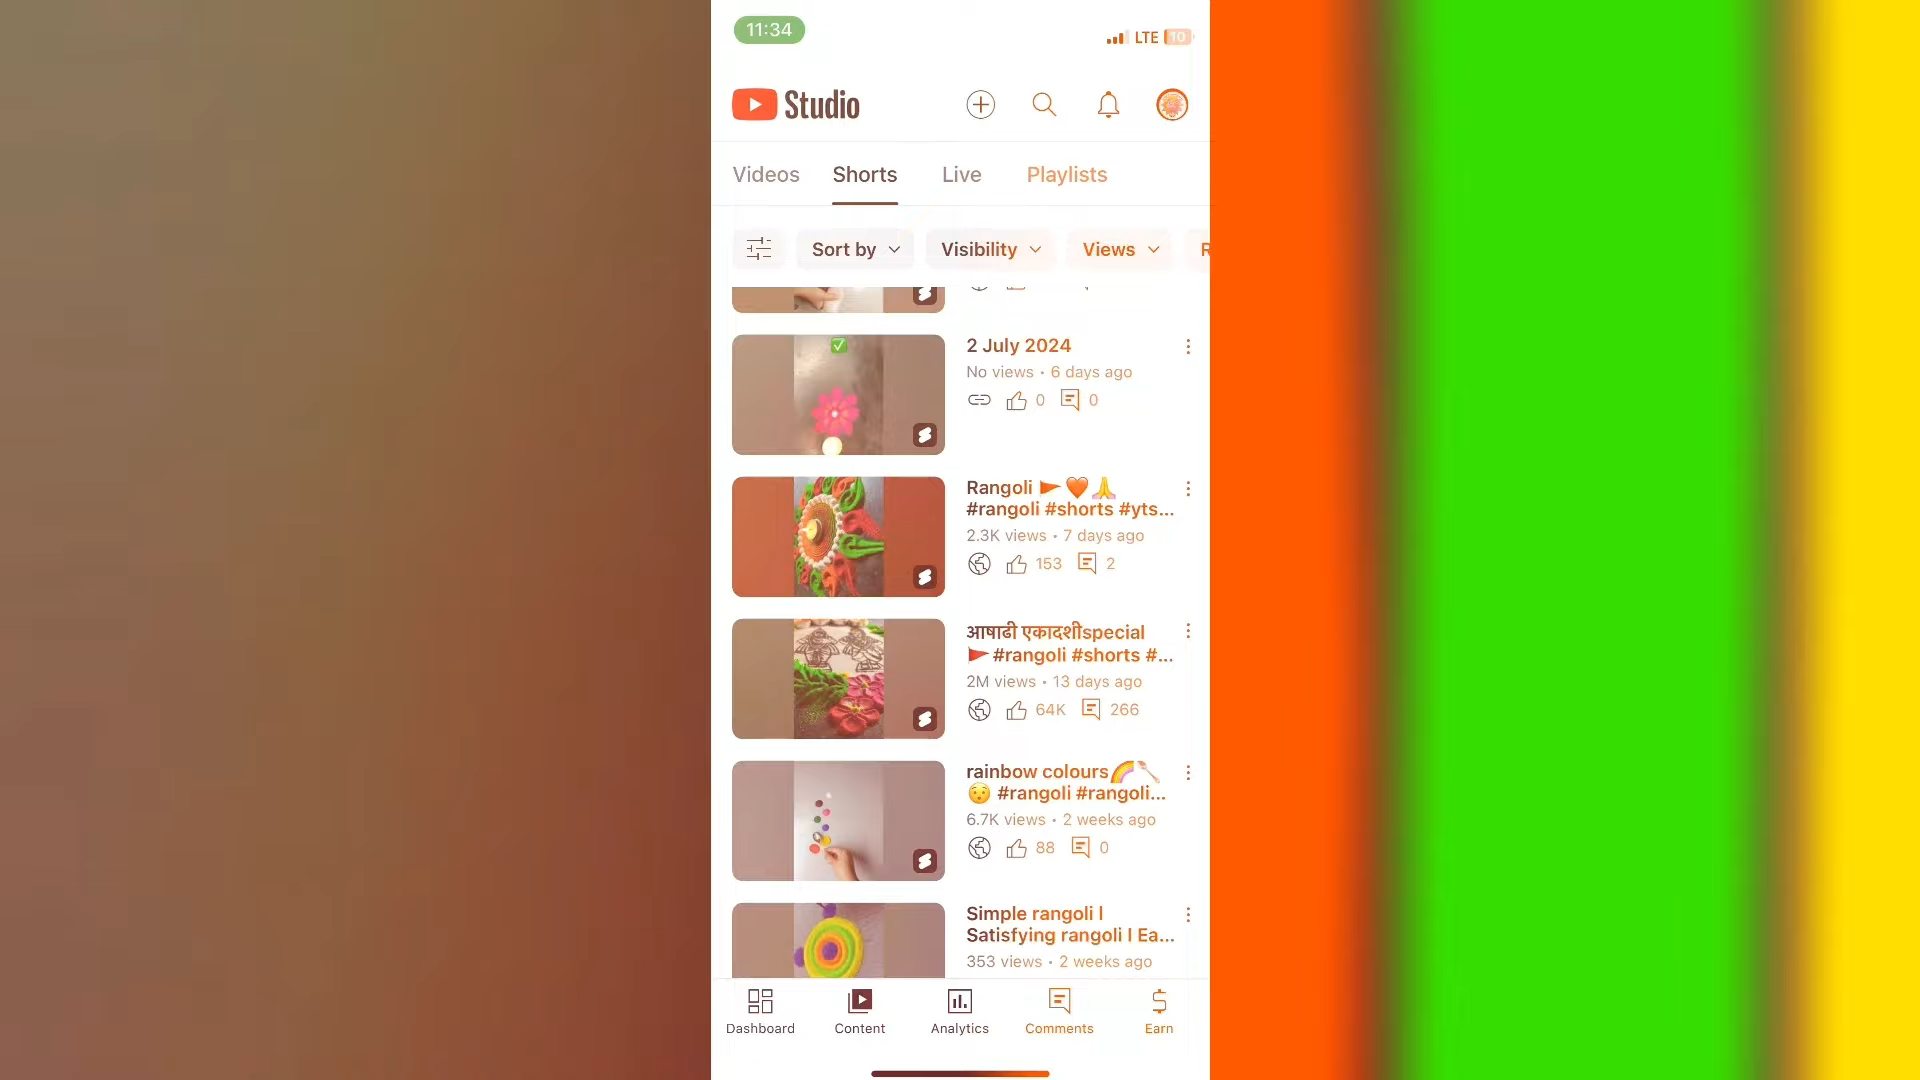 11:34
LTE 10
Studio
Videos Shorts Live Playlists
Sort by Visibility Views R
2 July 2024
No views • 6 days ago
0 0
Rangoli 🚩🧡🙏
#rangoli #shorts #yts...
2.3K views • 7 days ago
153 2
आषाढी एकादशीspecial
🚩#rangoli #shorts #...
2M views • 13 days ago
64K 266
rainbow colours🌈🥄
😯 #rangoli #rangoli...
6.7K views • 2 weeks ago
88 0
Simple rangoli l
Satisfying rangoli l Ea...
353 views • 2 weeks ago
Dashboard Content Analytics Comments Earn